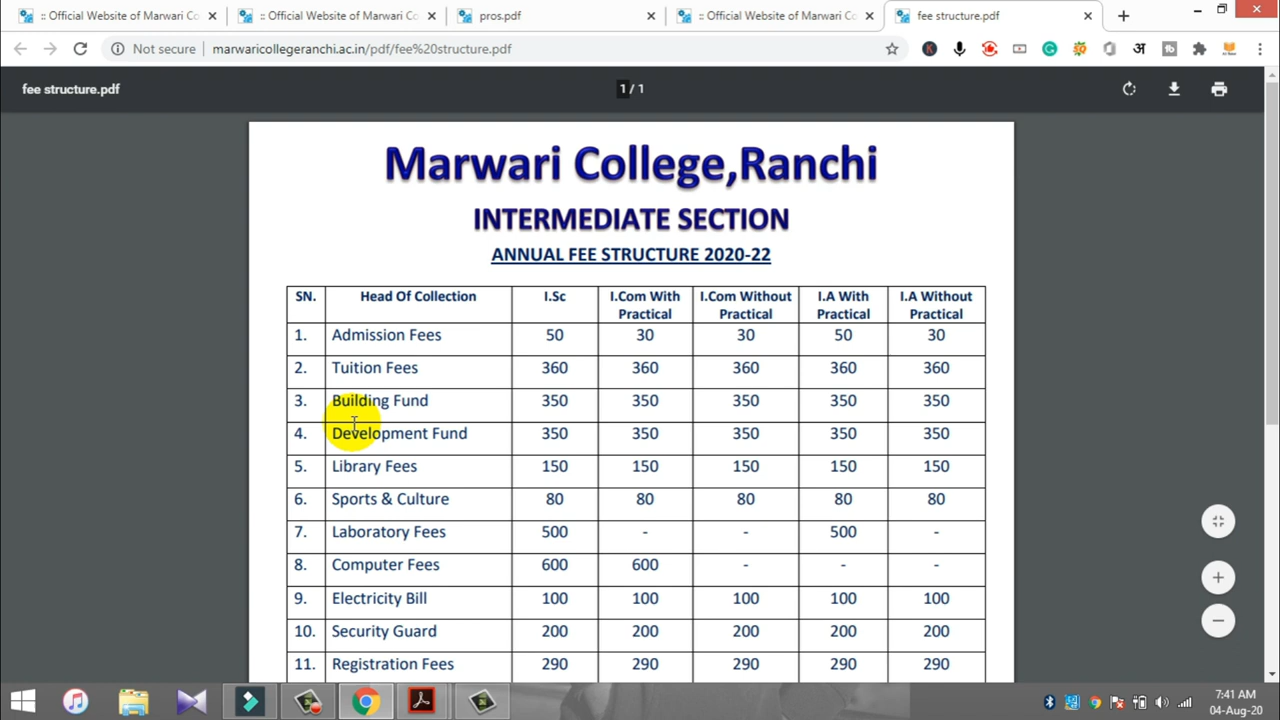 :: Official Website of Marwari Co
:: Official Website of Marwari Co
pros.pdf
:: Official Website of Marwari Co
fee structure.pdf
Not secure
marwaricollegeranchi.ac.in/pdf/fee%20structure.pdf
fee structure.pdf
1 / 1
Marwari College,Ranchi
INTERMEDIATE SECTION
ANNUAL FEE STRUCTURE 2020-22
SN. Head Of Collection I.Sc I.Com With Practical I.Com Without Practical I.A With Practical I.A Without Practical
1. Admission Fees 50 30 30 50 30
2. Tuition Fees 360 360 360 360 360
3. Building Fund 350 350 350 350 350
4. Development Fund 350 350 350 350 350
5. Library Fees 150 150 150 150 150
6. Sports & Culture 80 80 80 80 80
7. Laboratory Fees 500 - - 500 -
8. Computer Fees 600 600 - - -
9. Electricity Bill 100 100 100 100 100
10. Security Guard 200 200 200 200 200
11. Registration Fees 290 290 290 290 290
7:41 AM
04-Aug-20